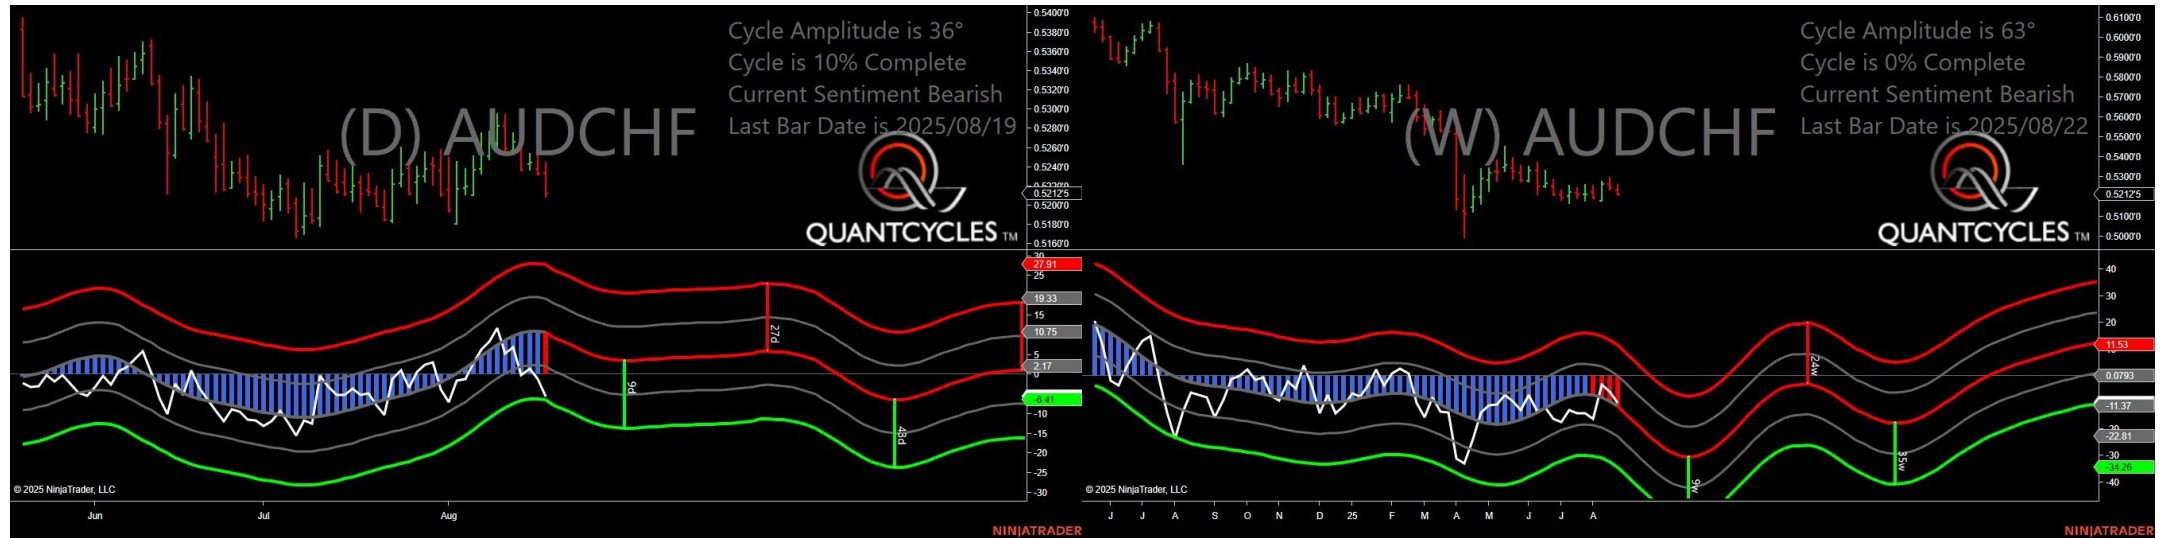 Cycle Amplitude is 36°
Cycle is 10% Complete
Current Sentiment Bearish
Last Bar Date is 2025/08/19
(D) AUDCHF
QUANTCYCLES TM
0.5400'0
0.5380'0
0.5360'0
0.5340'0
0.5320'0
0.5300'0
0.5280'0
0.5260'0
0.5240'0
0.5220'0
0.5212'5
0.5200'0
0.5180'0
0.5160'0
30
27.91
25
19.33
15
10.75
5
2.17
0
-6.41
-10
-15
-20
-25
-30
9d
27d
43d
© 2025 NinjaTrader, LLC
Jun
Jul
Aug
NINJATRADER
Cycle Amplitude is 63°
Cycle is 0% Complete
Current Sentiment Bearish
Last Bar Date is 2025/08/22
(W) AUDCHF
QUANTCYCLES TM
0.6100'0
0.6000'0
0.5900'0
0.5800'0
0.5700'0
0.5600'0
0.5500'0
0.5400'0
0.5300'0
0.5212'5
0.5100'0
0.5000'0
40
30
20
11.53
0.0793
-11.37
-22.81
-30
-34.26
-40
9w
24w
35w
© 2025 NinjaTrader, LLC
J
J
A
S
O
N
D
25
F
M
A
M
J
J
A
NINJATRADER